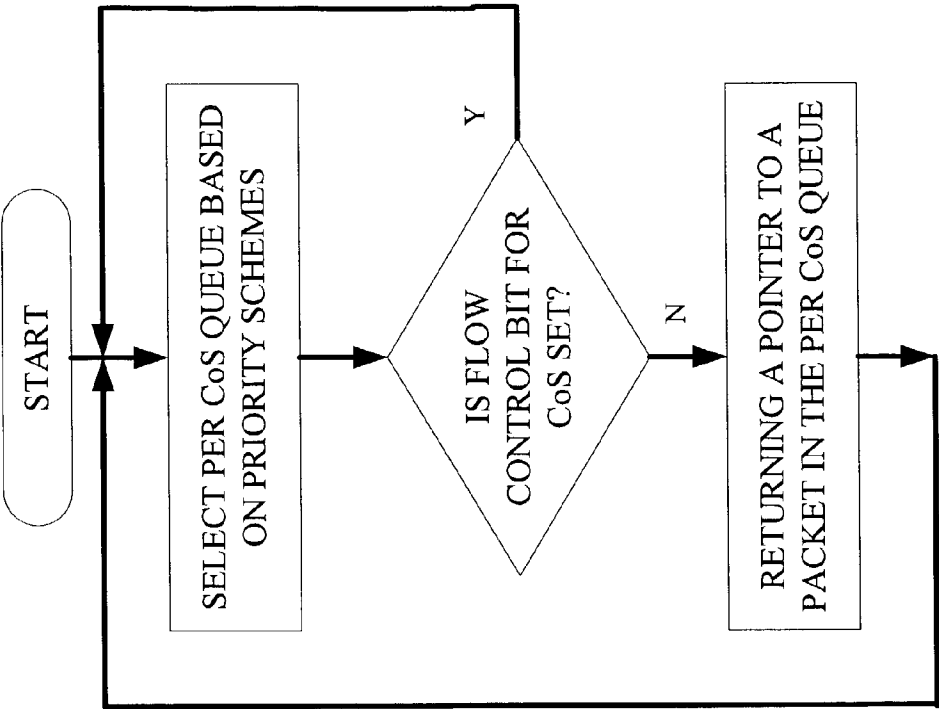 START
SELECT PER CoS QUEUE BASED
ON PRIORITY SCHEMES
IS FLOW
CONTROL BIT FOR
CoS SET?
Y
N
RETURNING A POINTER TO A
PACKET IN THE PER CoS QUEUE